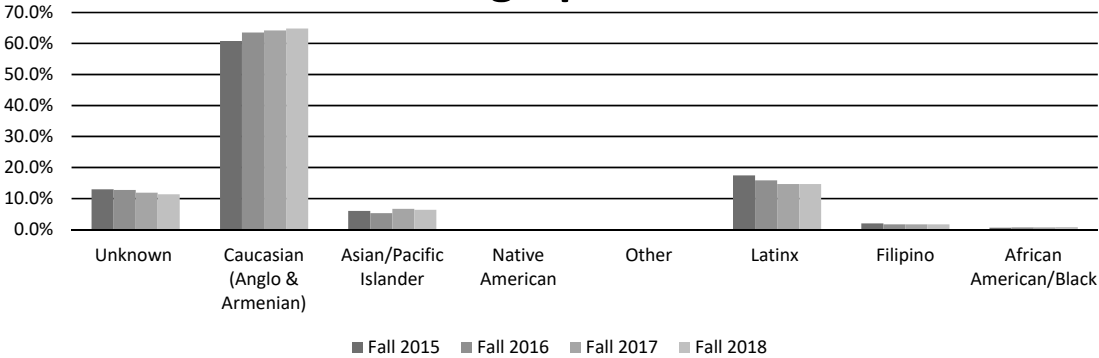 70.0%
60.0%
50.0%
40.0%
30.0%
20.0%
10.0%
0.0%
Unknown
Caucasian
(Anglo &
Armenian)
Asian/Pacific
Islander
Native
American
Other
Latinx
Filipino
African
American/Black
Fall 2015
Fall 2016
Fall 2017
Fall 2018